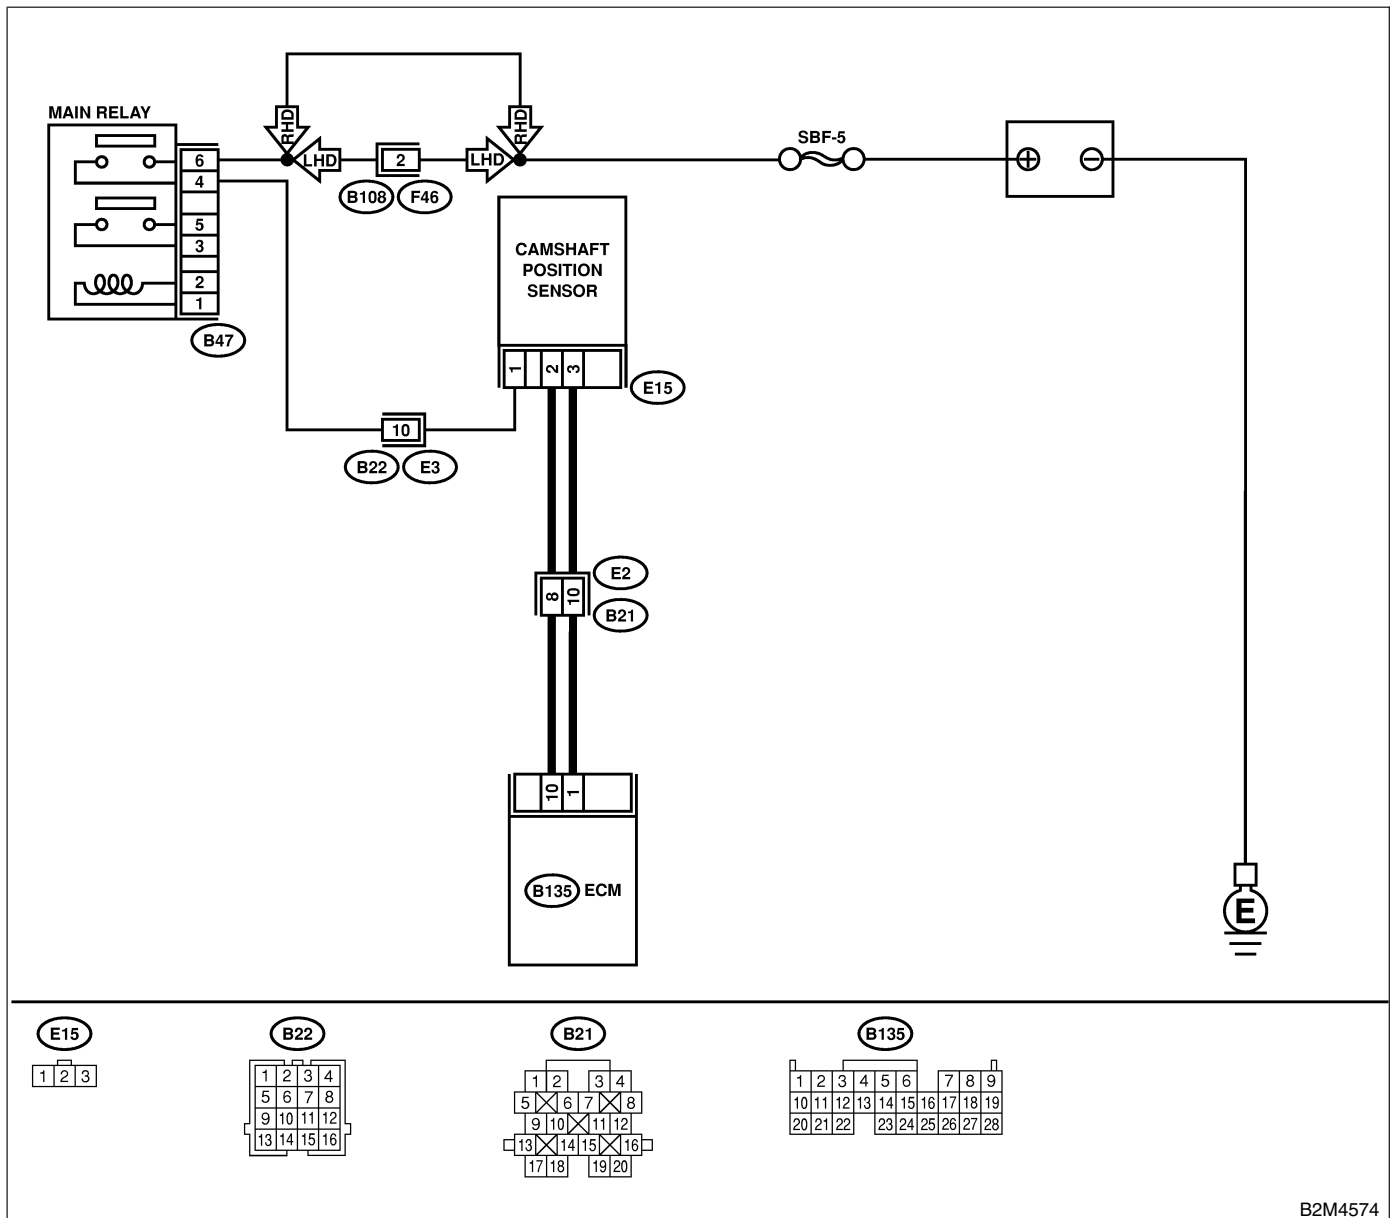 MAIN RELAY
RHD
RHD
SBF-5
6
LHD
2
LHD
+
−
4
B108
F46
5
3
2
1
B47
CAMSHAFT
POSITION
SENSOR
1
2
3
E15
10
B22
E3
E2
8
10
B21
10
1
B135
ECM
E
E15
B22
B21
B135
1 2 3
1 2 3 4
5 6 7 8
9 10 11 12
13 14 15 16
1 2 3 4
5 6 7 8
9 10 11 12
13 14 15 16
17 18 19 20
1 2 3 4 5 6 7 8 9
10 11 12 13 14 15 16 17 18 19
20 21 22 23 24 25 26 27 28
B2M4574